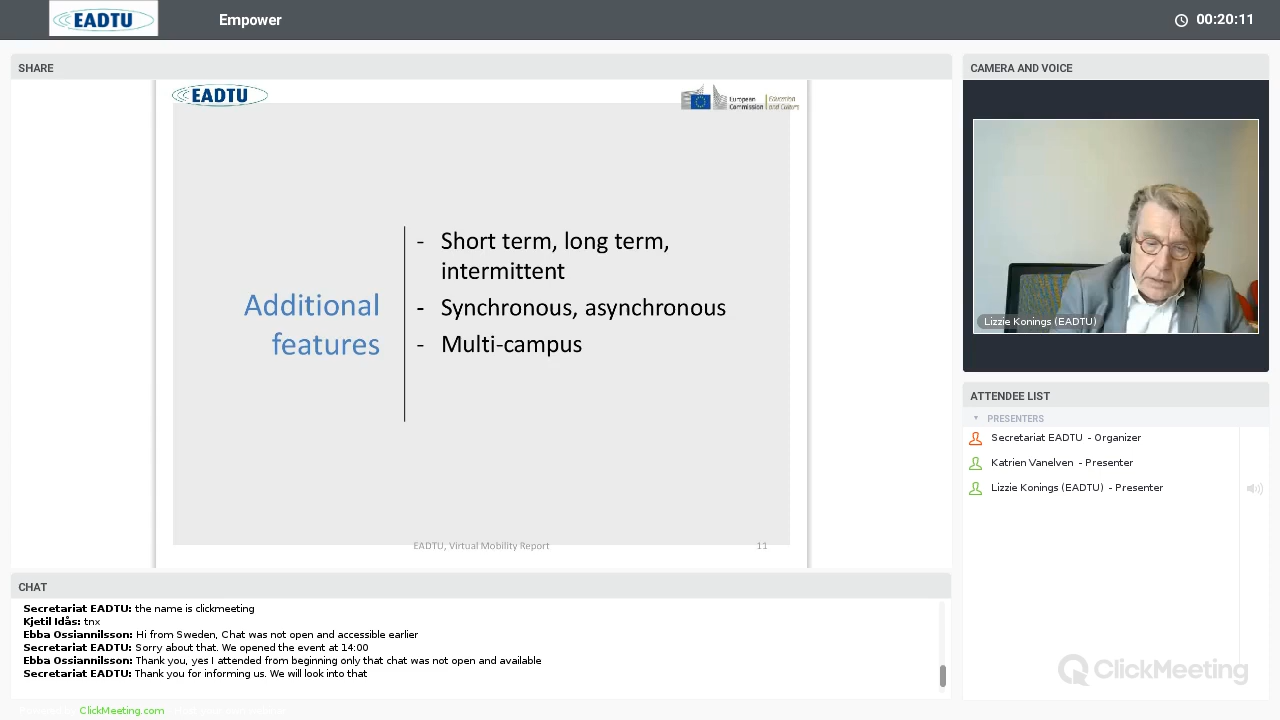 EADTU
Empower
00:20:11
SHARE
CAMERA AND VOICE
EADTU
European
Commission
Education
and Culture
Additional
features
- Short term, long term,
intermittent
- Synchronous, asynchronous
- Multi-campus
EADTU, Virtual Mobility Report
11
Lizzie Konings (EADTU)
ATTENDEE LIST
PRESENTERS
Secretariat EADTU - Organizer
Katrien Vanelven - Presenter
Lizzie Konings (EADTU) - Presenter
CHAT
Secretariat EADTU: the name is clickmeeting
Kjetil Idås: tnx
Ebba Ossiannilsson: Hi from Sweden, Chat was not open and accessible earlier
Secretariat EADTU: Sorry about that. We opened the event at 14:00
Ebba Ossiannilsson: Thank you, yes I attended from beginning only that chat was not open and available
Secretariat EADTU: Thank you for informing us. We will look into that
ClickMeeting
ClickMeeting.com